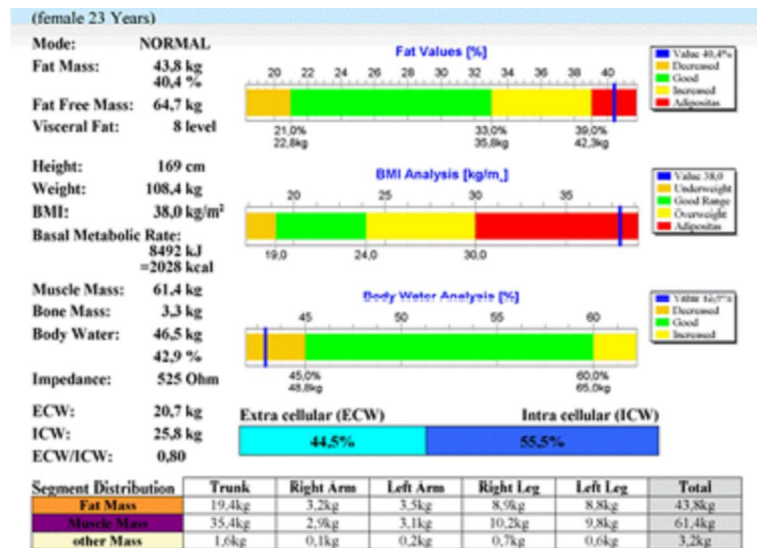 (female 23 Years)
Mode: NORMAL
Fat Mass: 43,8 kg
40,4 %
Fat Free Mass: 64,7 kg
Visceral Fat: 8 level
Height: 169 cm
Weight: 108,4 kg
BMI: 38,0 kg/m²
Basal Metabolic Rate:
8492 kJ
=2028 kcal
Muscle Mass: 61,4 kg
Bone Mass: 3,3 kg
Body Water: 46,5 kg
42,9 %
Impedance: 525 Ohm
ECW: 20,7 kg
ICW: 25,8 kg
ECW/ICW: 0,80
Fat Values [%]
20 22 24 26 28 30 32 34 36 38 40
21,0% 33,0% 39,0%
22,8kg 35,8kg 42,3kg
Value 40,4%
Decreased
Good
Increased
Adipositas
BMI Analysis [kg/m,]
20 25 30 35
19,0 24,0 30,0
Value 38,0
Underweight
Good Range
Overweight
Adipositas
Body Water Analysis [%]
45 50 55 60
45,0% 60,0%
48,8kg 65,0kg
Value
Decreased
Good
Increased
Extra cellular (ECW) Intra cellular (ICW)
44,5% 55,5%
Segment Distribution Trunk Right Arm Left Arm Right Leg Left Leg Total
Fat Mass 19,4kg 3,2kg 3,5kg 8,9kg 8,8kg 43,8kg
Muscle Mass 35,4kg 2,9kg 3,1kg 10,2kg 9,8kg 61,4kg
other Mass 1,6kg 0,1kg 0,2kg 0,7kg 0,6kg 3,2kg